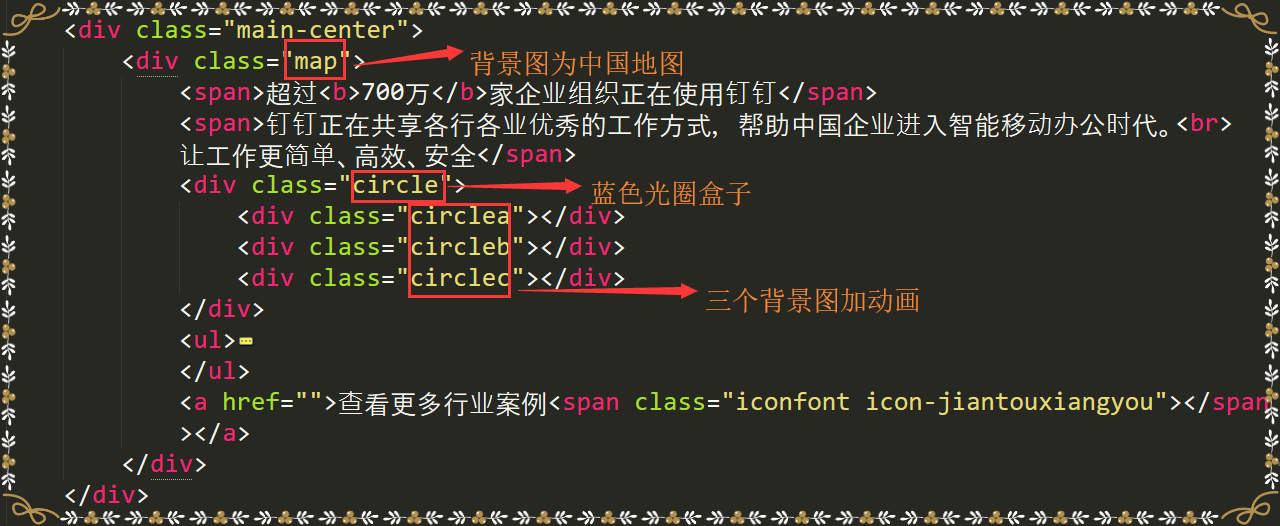 <div class="main-center">
<div class="map"> 背景图为中国地图
<span>超过<b>700万</b>家企业组织正在使用钉钉</span>
<span>钉钉正在共享各行各业优秀的工作方式，帮助中国企业进入智能移动办公时代。<br>
让工作更简单、高效、安全</span>
<div class="circle"> 蓝色光圈盒子
<div class="circlea"></div>
<div class="circleb"></div>
<div class="circlec"></div>
三个背景图加动画
</div>
<ul>
</ul>
<a href="">查看更多行业案例<span class="iconfont icon-jiantouxiangyou"></span
></a>
</div>
</div>